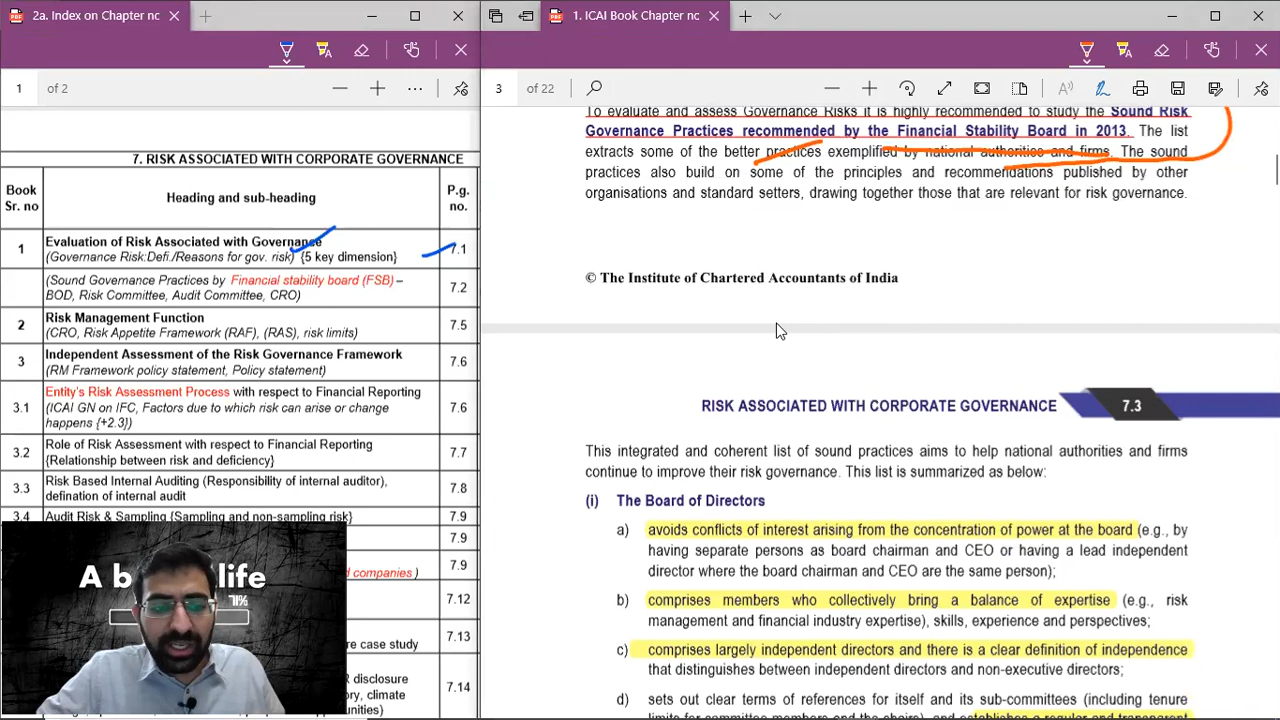 2a. Index on Chapter no
1 of 2
7. RISK ASSOCIATED WITH CORPORATE GOVERNANCE
Book Sr. no
Heading and sub-heading
P.g. no.
1
Evaluation of Risk Associated with Governance
(Governance Risk:Defi./Reasons for gov. risk) {5 key dimension}
7.1
(Sound Governance Practices by Financial stability board (FSB) –
BOD, Risk Committee, Audit Committee, CRO)
7.2
2
Risk Management Function
(CRO, Risk Appetite Framework (RAF), (RAS), risk limits)
7.5
3
Independent Assessment of the Risk Governance Framework
(RM Framework policy statement, Policy statement)
7.6
3.1
Entity's Risk Assessment Process with respect to Financial Reporting
(ICAI GN on IFC, Factors due to which risk can arise or change
happens {+2.3})
7.6
3.2
Role of Risk Assessment with respect to Financial Reporting
{Relationship between risk and deficiency}
7.7
3.3
Risk Based Internal Auditing (Responsibility of internal auditor),
defination of internal audit
7.8
3.4
Audit Risk & Sampling {Sampling and non-sampling risk}
7.9
7.9
d companies)
7.9
7.12
re case study
7.13
R disclosure
ry, climate
unities)
7.14
A b life
71%
1. ICAI Book Chapter no
3 of 22
To evaluate and assess Governance Risks it is highly recommended to study the Sound Risk
Governance Practices recommended by the Financial Stability Board in 2013. The list
extracts some of the better practices exemplified by national authorities and firms. The sound
practices also build on some of the principles and recommendations published by other
organisations and standard setters, drawing together those that are relevant for risk governance.
© The Institute of Chartered Accountants of India
RISK ASSOCIATED WITH CORPORATE GOVERNANCE 7.3
This integrated and coherent list of sound practices aims to help national authorities and firms
continue to improve their risk governance. This list is summarized as below:
(i) The Board of Directors
a) avoids conflicts of interest arising from the concentration of power at the board (e.g., by
having separate persons as board chairman and CEO or having a lead independent
director where the board chairman and CEO are the same person);
b) comprises members who collectively bring a balance of expertise (e.g., risk
management and financial industry expertise), skills, experience and perspectives;
c) comprises largely independent directors and there is a clear definition of independence
that distinguishes between independent directors and non-executive directors;
d) sets out clear terms of references for itself and its sub-committees (including tenure
limits for committee members and the chairs), and establishes a regular and transparent